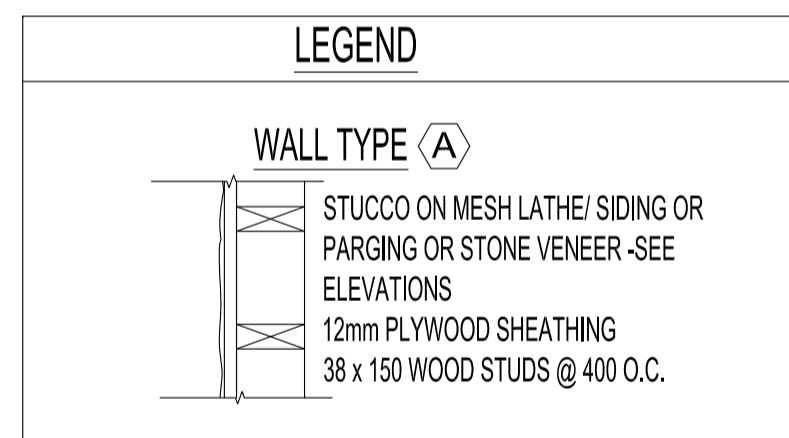 LEGEND
WALL TYPE A
STUCCO ON MESH LATHE/ SIDING OR
PARGING OR STONE VENEER -SEE
ELEVATIONS
12mm PLYWOOD SHEATHING
38 x 150 WOOD STUDS @ 400 O.C.